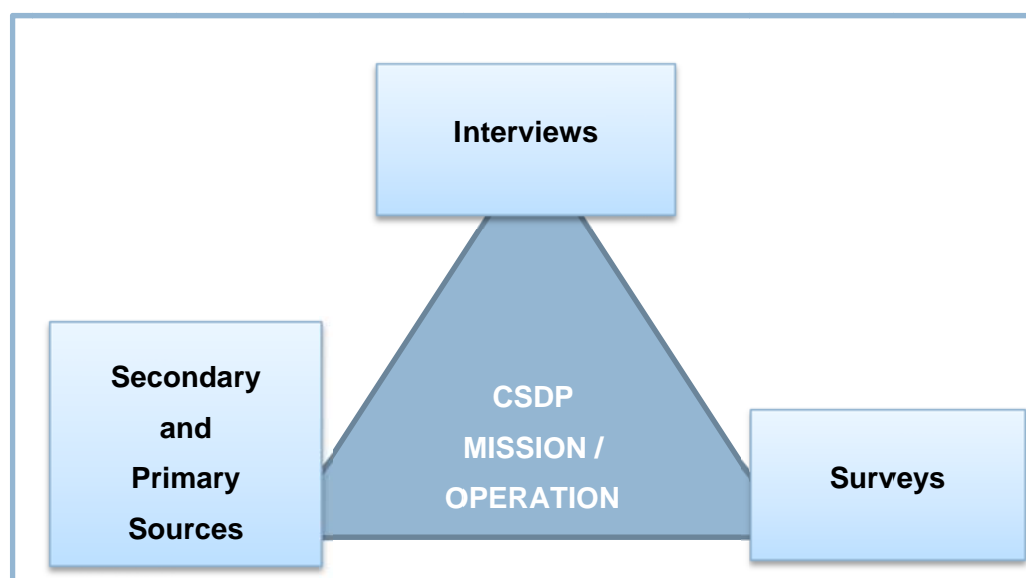 Interviews
Secondary
and
Primary
Sources
CSDP
MISSION /
OPERATION
Surveys